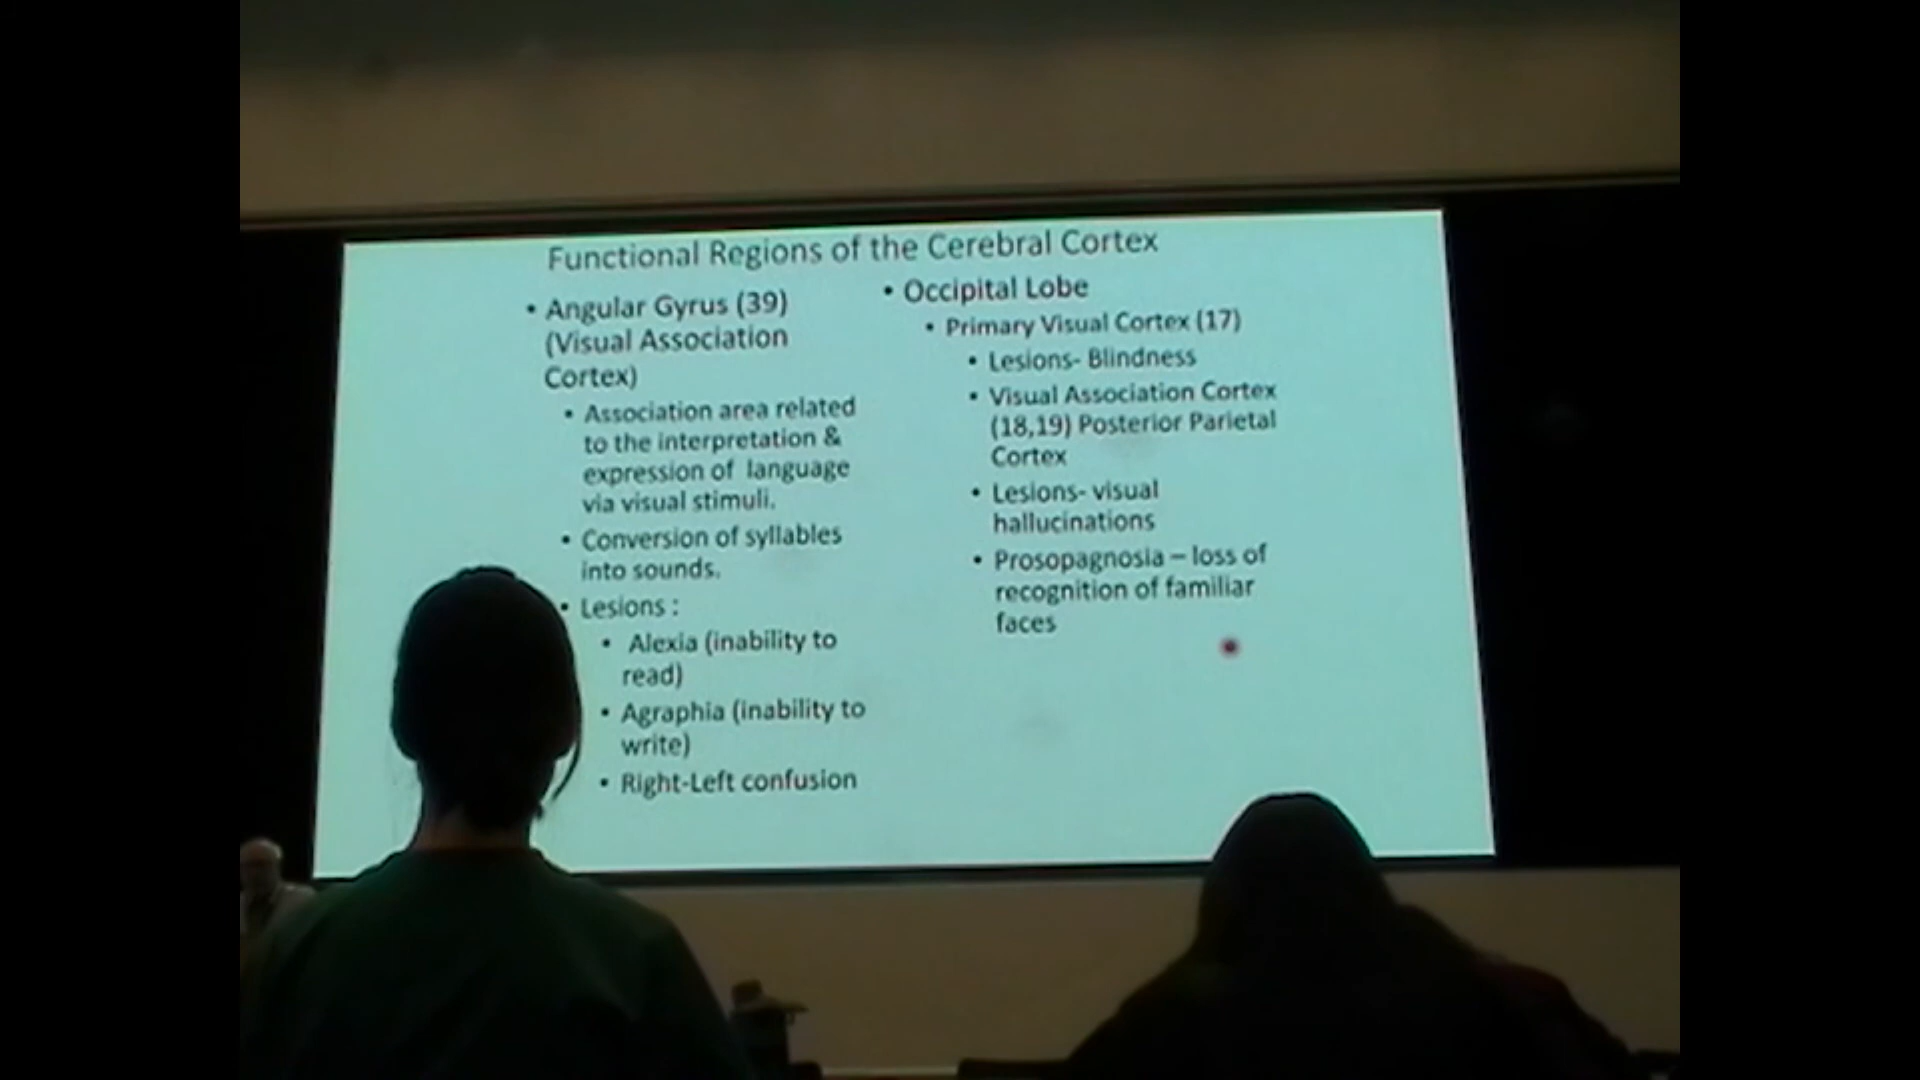 Functional Regions of the Cerebral Cortex
• Angular Gyrus (39)
(Visual Association
Cortex)
• Association area related
to the interpretation &
expression of language
via visual stimuli.
• Conversion of syllables
into sounds.
• Lesions :
• Alexia (inability to
read)
• Agraphia (inability to
write)
• Right-Left confusion
• Occipital Lobe
• Primary Visual Cortex (17)
• Lesions- Blindness
• Visual Association Cortex
(18,19) Posterior Parietal
Cortex
• Lesions- visual
hallucinations
• Prosopagnosia – loss of
recognition of familiar
faces